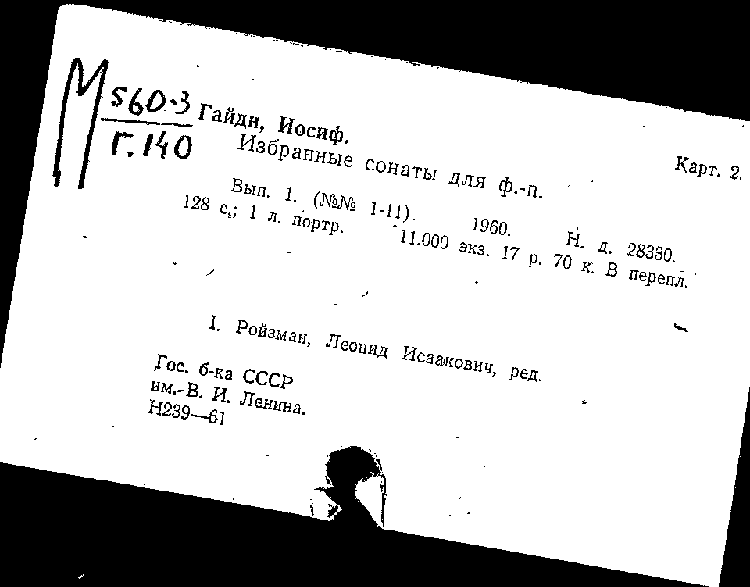 М 560-3
Г.140
Гайдн, Иосиф.
Карт. 2.
Избранные сонаты для ф.-п.
Вып. 1. (№№ 1-11). 1960. Н. д. 28330.
128 с.; 1 л. портр. 11.000 экз. 17 р. 70 к. В перепл.
I. Ройзман, Леонид Исаакович, ред.
Гос. б-ка СССР
им. В. И. Ленина.
Н239—61